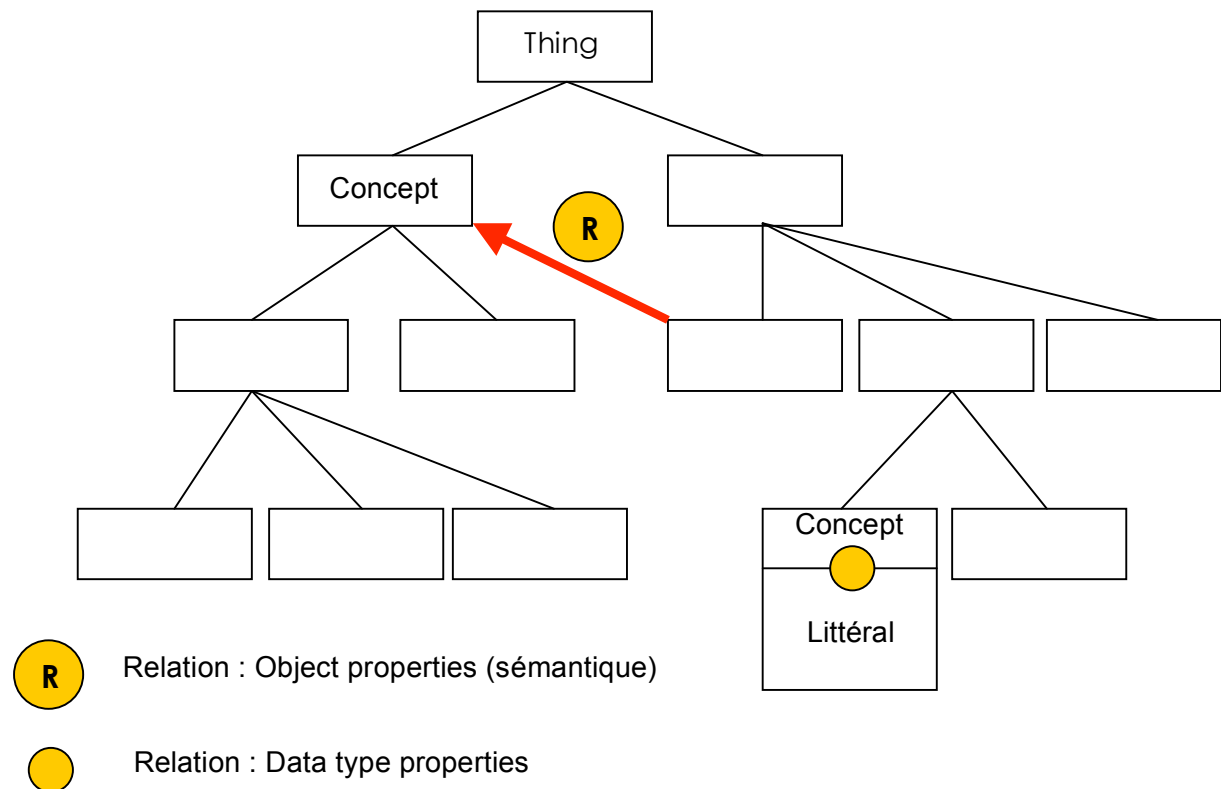 Thing
Concept
R
Concept
Littéral
R Relation : Object properties (sémantique)
Relation : Data type properties